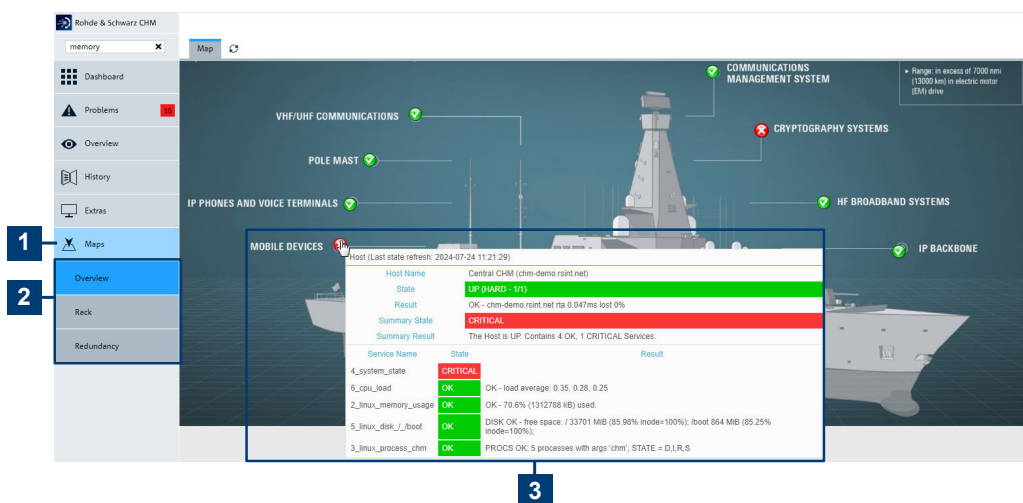 Rohde & Schwarz CHM
memory
Map
Dashboard
Problems
10
Overview
History
Extras
1
Maps
2
Overview
Rack
Redundancy
COMMUNICATIONS
MANAGEMENT SYSTEM
▸ Range: in excess of 7000 nmi
(13000 km) in electric motor
(EM) drive
VHF/UHF COMMUNICATIONS
CRYPTOGRAPHY SYSTEMS
POLE MAST
IP PHONES AND VOICE TERMINALS
HF BROADBAND SYSTEMS
MOBILE DEVICES
IP BACKBONE
Host (Last state refresh: 2024-07-24 11:21:29)
Host Name Central CHM (chm-demo.rsint.net)
State UP (HARD - 1/1)
Result OK - chm-demo.rsint.net rta 0.047ms lost 0%
Summary State CRITICAL
Summary Result The Host is UP. Contains 4 OK, 1 CRITICAL Services.
Service Name State Result
4_system_state CRITICAL
6_cpu_load OK OK - load average: 0.35, 0.28, 0.25
2_linux_memory_usage OK OK - 70.6% (1312788 kB) used.
5_linux_disk_/_/boot OK DISK OK - free space: / 33701 MiB (85.98% inode=100%); /boot 864 MiB (85.25%
inode=100%);
3_linux_process_chm OK PROCS OK: 5 processes with args 'chm', STATE = D,I,R,S
3